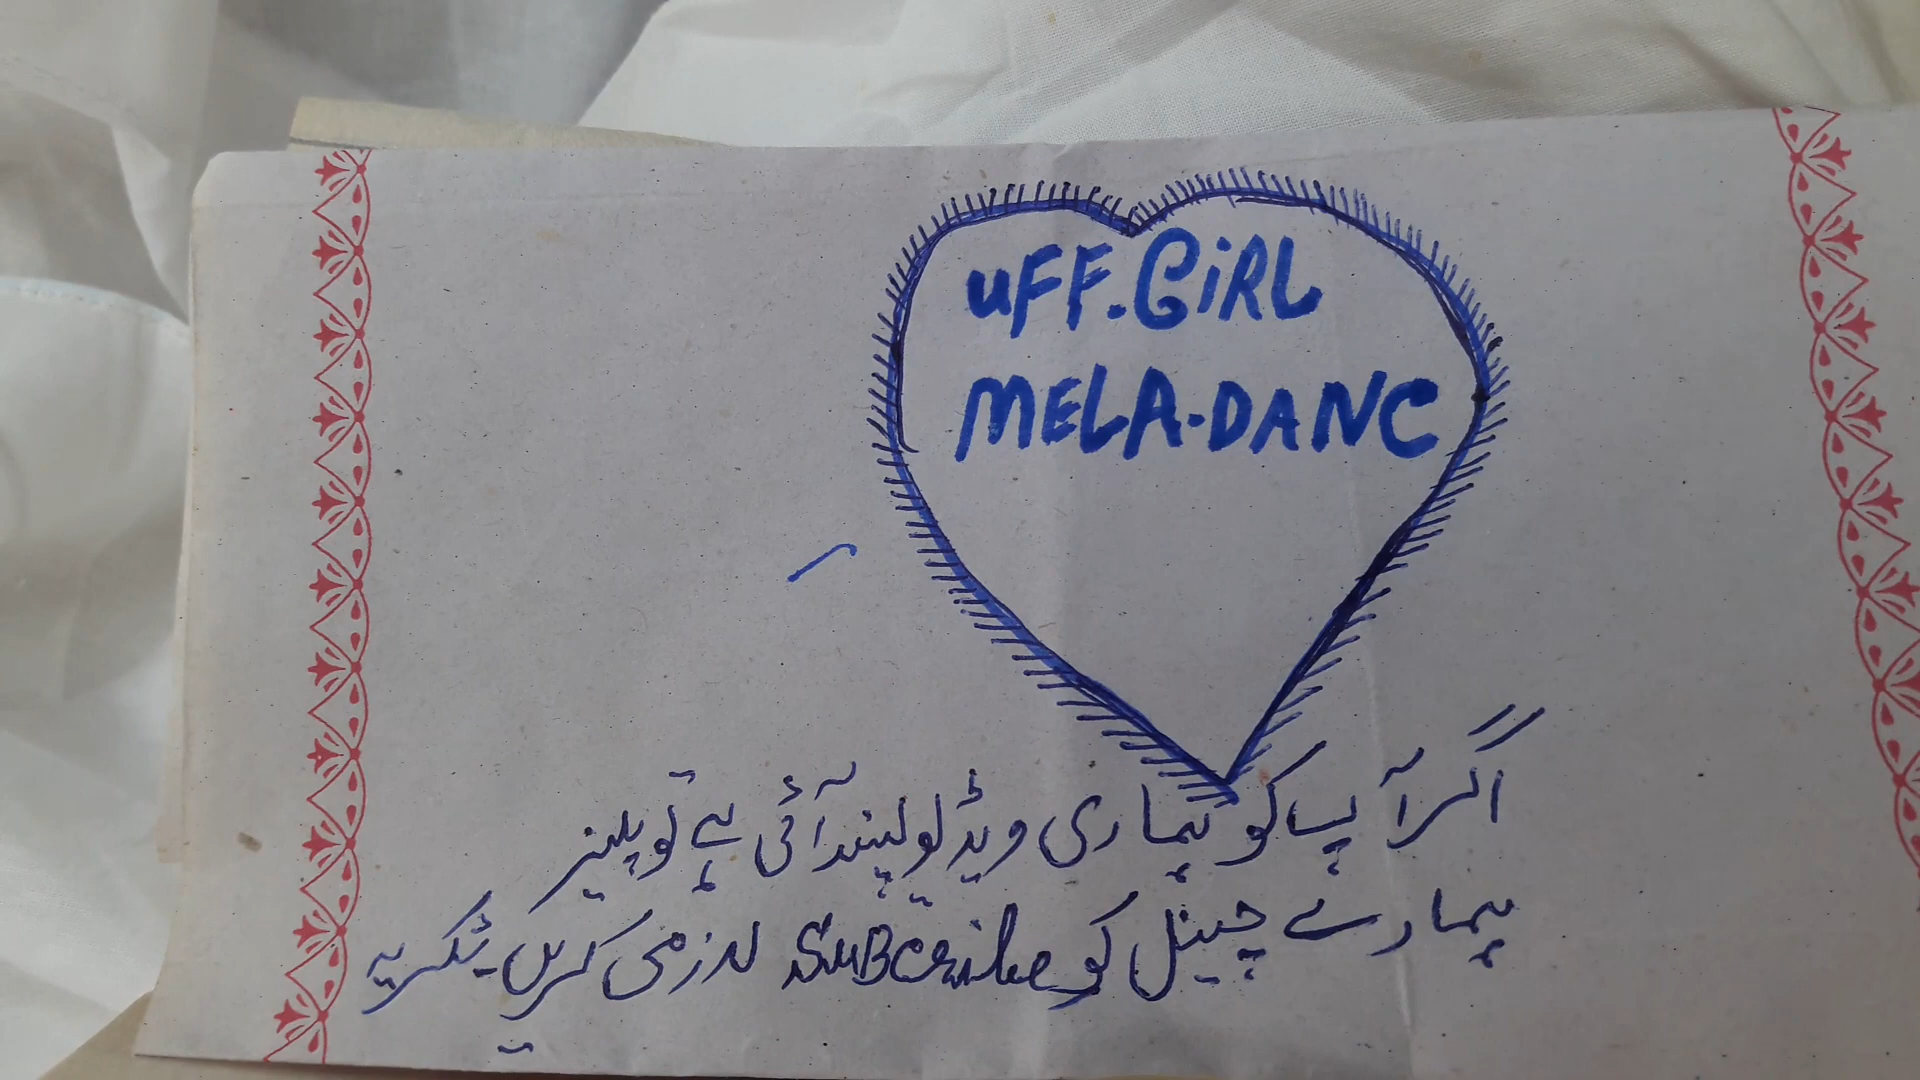 uFF.GiRL
MELA-DANC
اگر آپ کو ہماری ویڈیو پسند آئی ہے تو پلیز
ہمارے چینل کو SuBcribe لازمی کریں۔ شکریہ